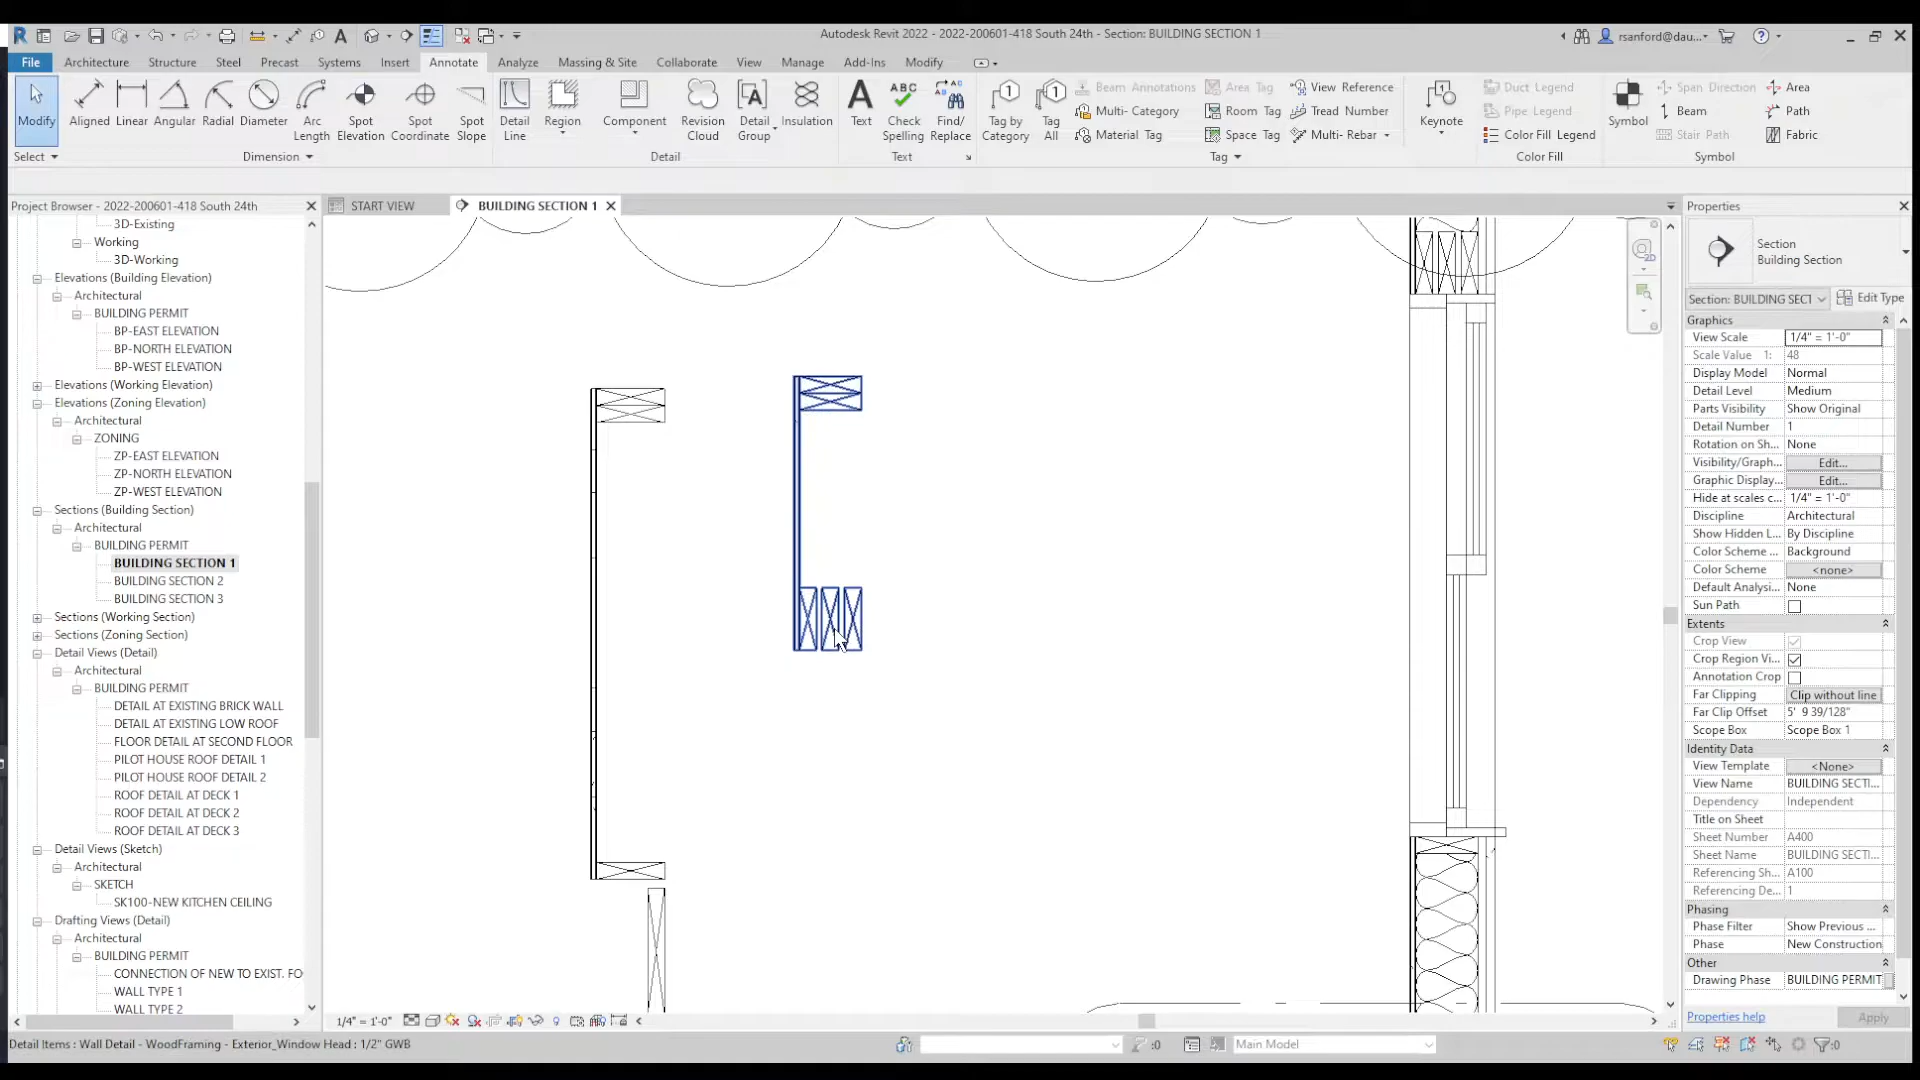 Autodesk Revit 2022 - 2022-200601-418 South 24th - Section: BUILDING SECTION 1
rsanford@dau...
File Architecture Structure Steel Precast Systems Insert Annotate Analyze Massing & Site Collaborate View Manage Add-Ins Modify
Modify
Aligned Linear Angular Radial Diameter Arc Length Spot Elevation Spot Coordinate Spot Slope
Detail Line Region Component Revision Cloud Detail Group Insulation
Text Check Spelling Find/ Replace
Tag by Category Tag All
Beam Annotations Area Tag View Reference
Multi- Category Room Tag Tread Number
Material Tag Space Tag Multi- Rebar
Keynote
Duct Legend
Pipe Legend
Color Fill Legend
Symbol
Span Direction Area
Beam Path
Stair Path Fabric
Select Dimension Detail Text Tag Color Fill Symbol
Project Browser - 2022-200601-418 South 24th
START VIEW
BUILDING SECTION 1
3D-Existing
Working
3D-Working
Elevations (Building Elevation)
Architectural
BUILDING PERMIT
BP-EAST ELEVATION
BP-NORTH ELEVATION
BP-WEST ELEVATION
Elevations (Working Elevation)
Elevations (Zoning Elevation)
Architectural
ZONING
ZP-EAST ELEVATION
ZP-NORTH ELEVATION
ZP-WEST ELEVATION
Sections (Building Section)
Architectural
BUILDING PERMIT
BUILDING SECTION 1
BUILDING SECTION 2
BUILDING SECTION 3
Sections (Working Section)
Sections (Zoning Section)
Detail Views (Detail)
Architectural
BUILDING PERMIT
DETAIL AT EXISTING BRICK WALL
DETAIL AT EXISTING LOW ROOF
FLOOR DETAIL AT SECOND FLOOR
PILOT HOUSE ROOF DETAIL 1
PILOT HOUSE ROOF DETAIL 2
ROOF DETAIL AT DECK 1
ROOF DETAIL AT DECK 2
ROOF DETAIL AT DECK 3
Detail Views (Sketch)
Architectural
SKETCH
SK100-NEW KITCHEN CEILING
Drafting Views (Detail)
Architectural
BUILDING PERMIT
CONNECTION OF NEW TO EXIST. FO
WALL TYPE 1
WALL TYPE 2
2D
Properties
Section
Building Section
Section: BUILDING SECT Edit Type
Graphics
View Scale 1/4" = 1'-0"
Scale Value 1: 48
Display Model Normal
Detail Level Medium
Parts Visibility Show Original
Detail Number 1
Rotation on Sh... None
Visibility/Graph... Edit...
Graphic Display... Edit...
Hide at scales c... 1/4" = 1'-0"
Discipline Architectural
Show Hidden L... By Discipline
Color Scheme ... Background
Color Scheme <none>
Default Analysi... None
Sun Path
Extents
Crop View
Crop Region Vi...
Annotation Crop
Far Clipping Clip without line
Far Clip Offset 5' 9 39/128"
Scope Box Scope Box 1
Identity Data
View Template <None>
View Name BUILDING SECTI...
Dependency Independent
Title on Sheet
Sheet Number A400
Sheet Name BUILDING SECTI...
Referencing Sh... A100
Referencing De... 1
Phasing
Phase Filter Show Previous ...
Phase New Construction
Other
Drawing Phase BUILDING PERMIT
Properties help Apply
1/4" = 1'-0"
Detail Items : Wall Detail - WoodFraming - Exterior_Window Head : 1/2" GWB
:0
Main Model
:0